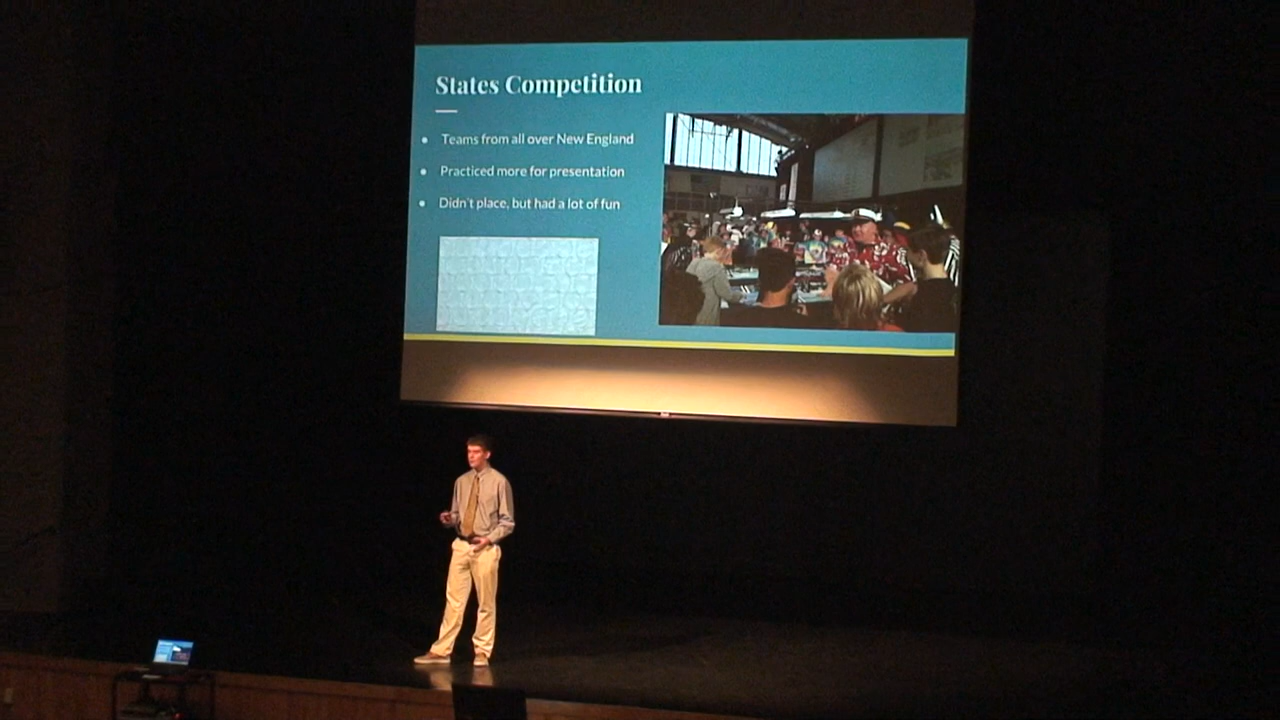 States Competition
Teams from all over New England
Practiced more for presentation
Didn't place, but had a lot of fun